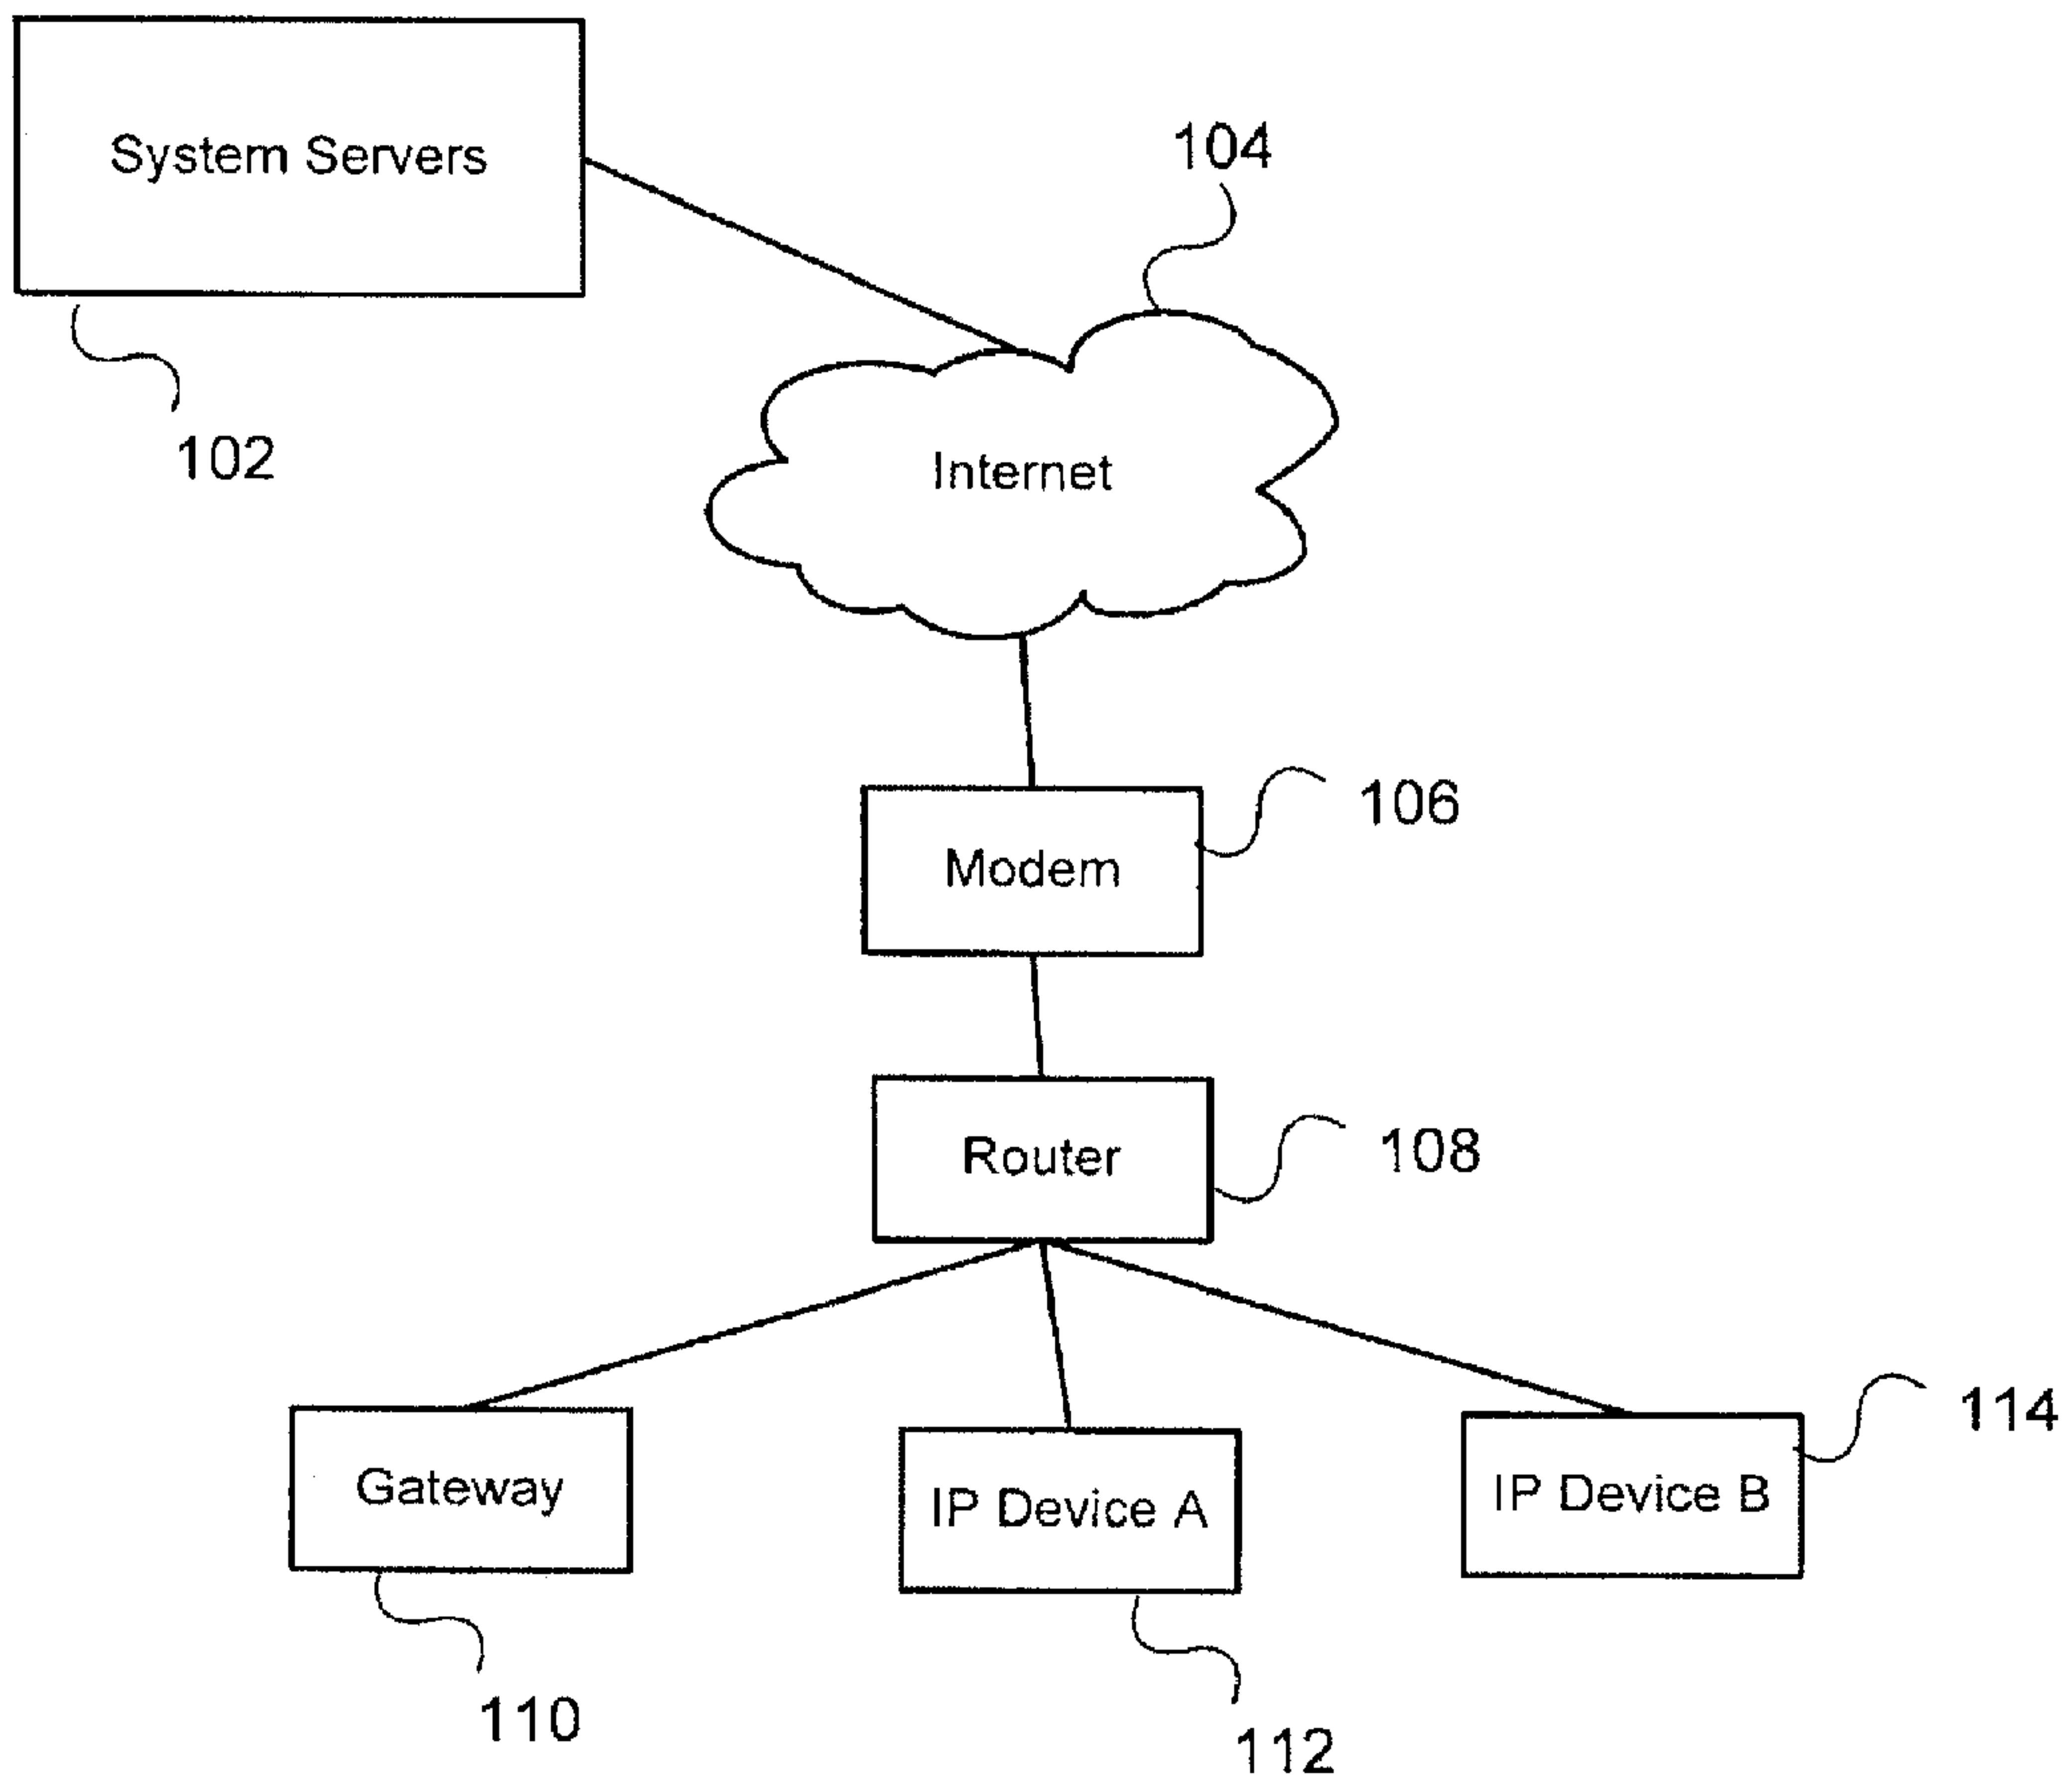 System Servers
104
102
Internet
106
Modem
Router
108
114
Gateway
IP Device A
IP Device B
110
112